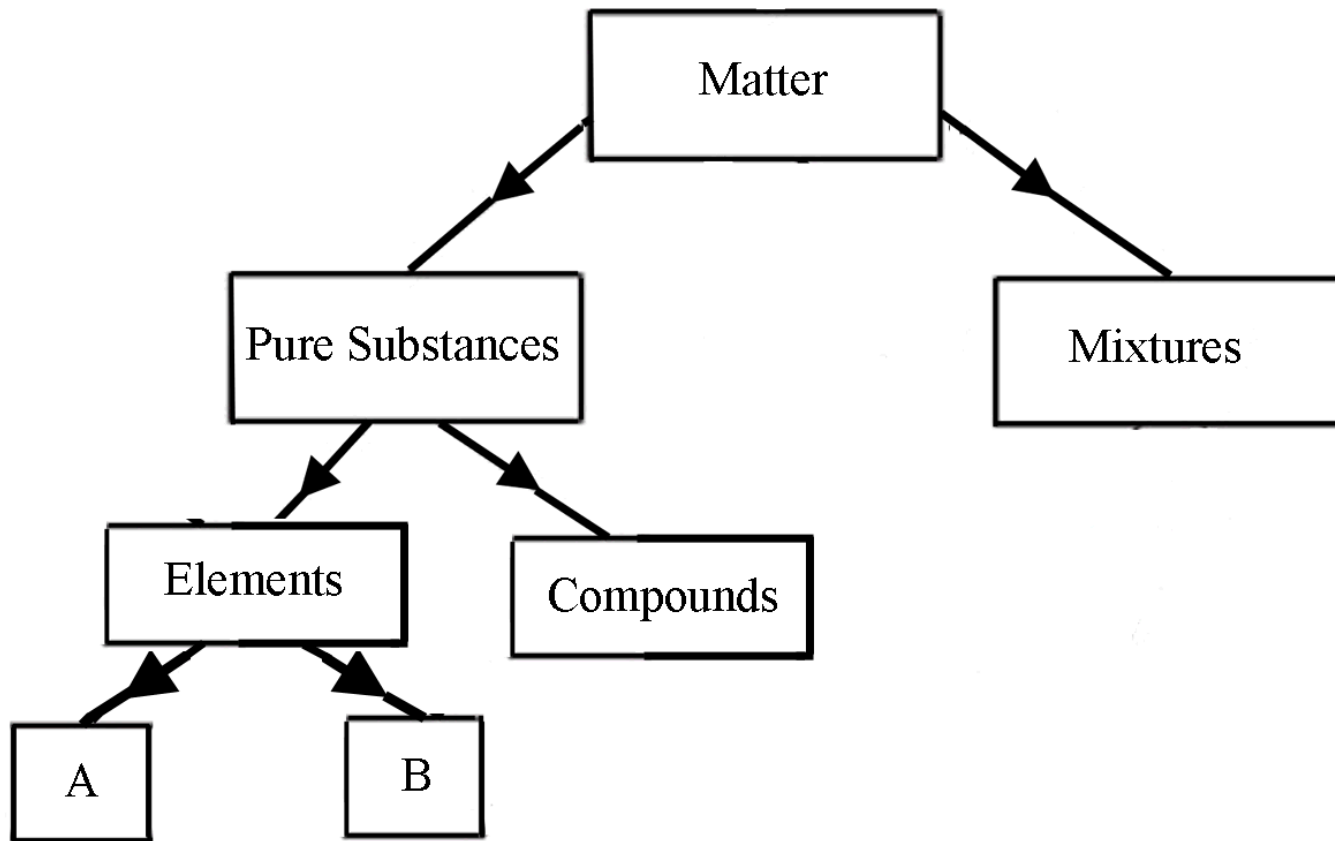 Matter
Pure Substances
Mixtures
Elements
Compounds
A
B